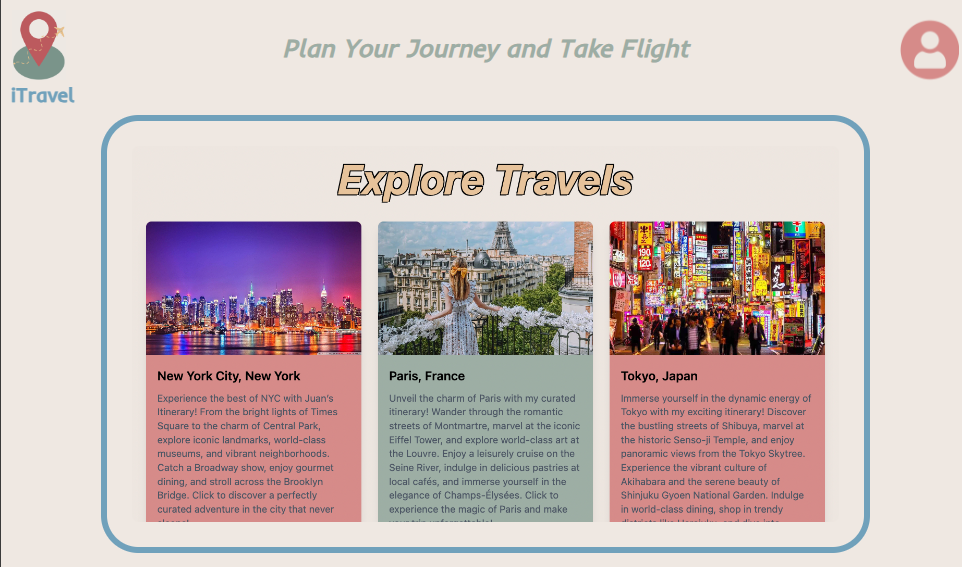 Plan Your Journey and Take Flight
iTravel
Explore Travels
New York City, New York
Experience the best of NYC with Juan's
Itinerary! From the bright lights of Times
Square to the charm of Central Park,
explore iconic landmarks, world-class
museums, and vibrant neighborhoods.
Catch a Broadway show, enjoy gourmet
dining, and stroll across the Brooklyn
Bridge. Click to discover a perfectly
curated adventure in the city that never
Paris, France
Unveil the charm of Paris with my curated
itinerary! Wander through the romantic
streets of Montmartre, marvel at the iconic
Eiffel Tower, and explore world-class art at
the Louvre. Enjoy a leisurely cruise on the
Seine River, indulge in delicious pastries at
local cafés, and immerse yourself in the
elegance of Champs-Élysées. Click to
experience the magic of Paris and make
Tokyo, Japan
Immerse yourself in the dynamic energy of
Tokyo with my exciting itinerary! Discover
the bustling streets of Shibuya, marvel at
the historic Senso-ji Temple, and enjoy
panoramic views from the Tokyo Skytree.
Experience the vibrant culture of
Akihabara and the serene beauty of
Shinjuku Gyoen National Garden. Indulge
in world-class dining, shop in trendy